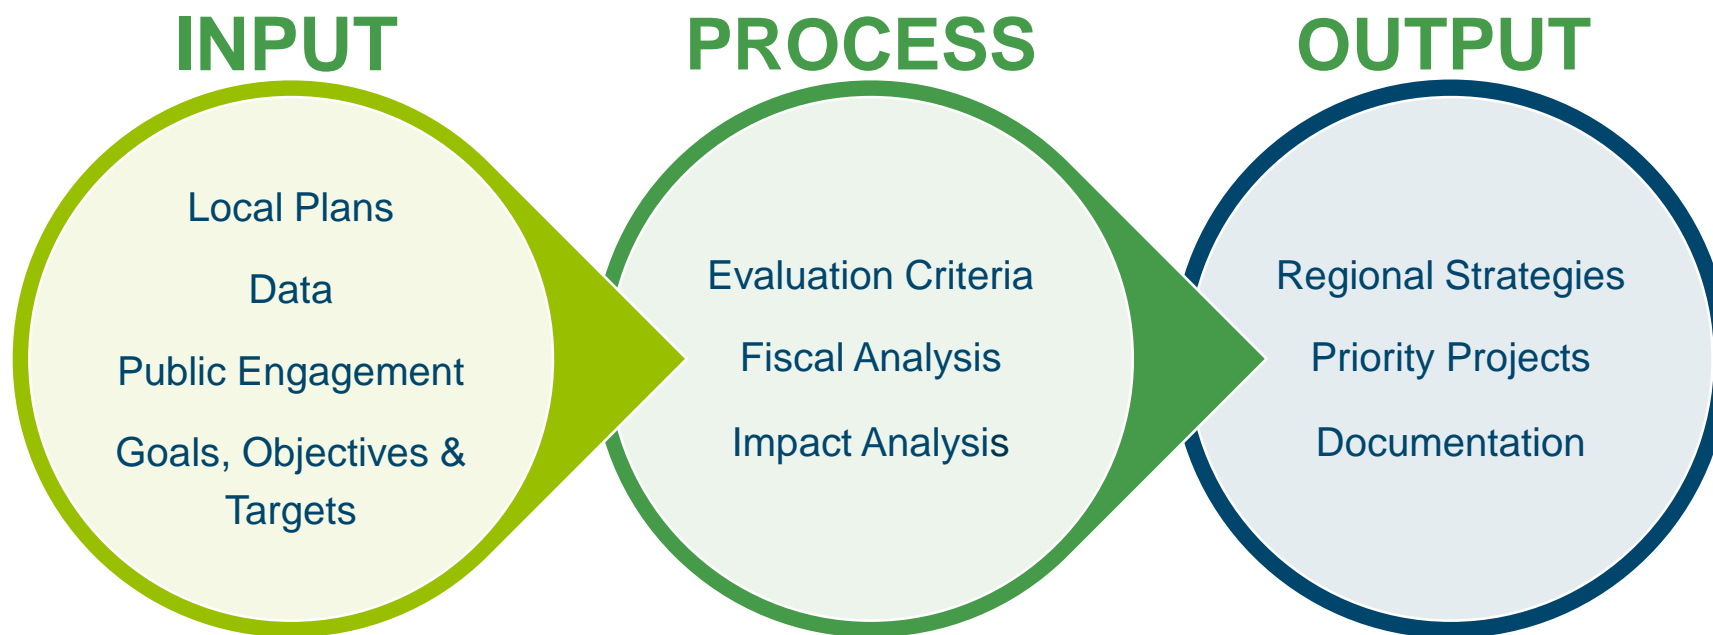 INPUT
Local Plans
Data
Public Engagement
Goals, Objectives &
Targets
PROCESS
Evaluation Criteria
Fiscal Analysis
Impact Analysis
OUTPUT
Regional Strategies
Priority Projects
Documentation